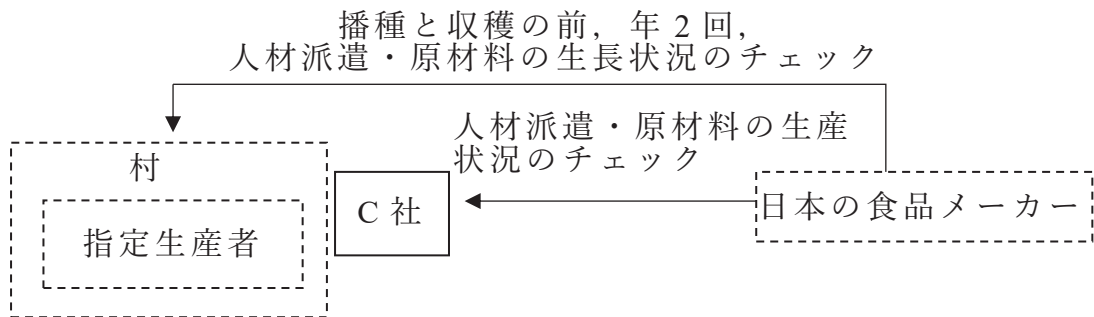 播種と収穫の前，年 2 回，
人材派遣・原材料の生長状況のチェック
人材派遣・原材料の生産
状況のチェック
村
C 社
日本の食品メーカー
指定生産者